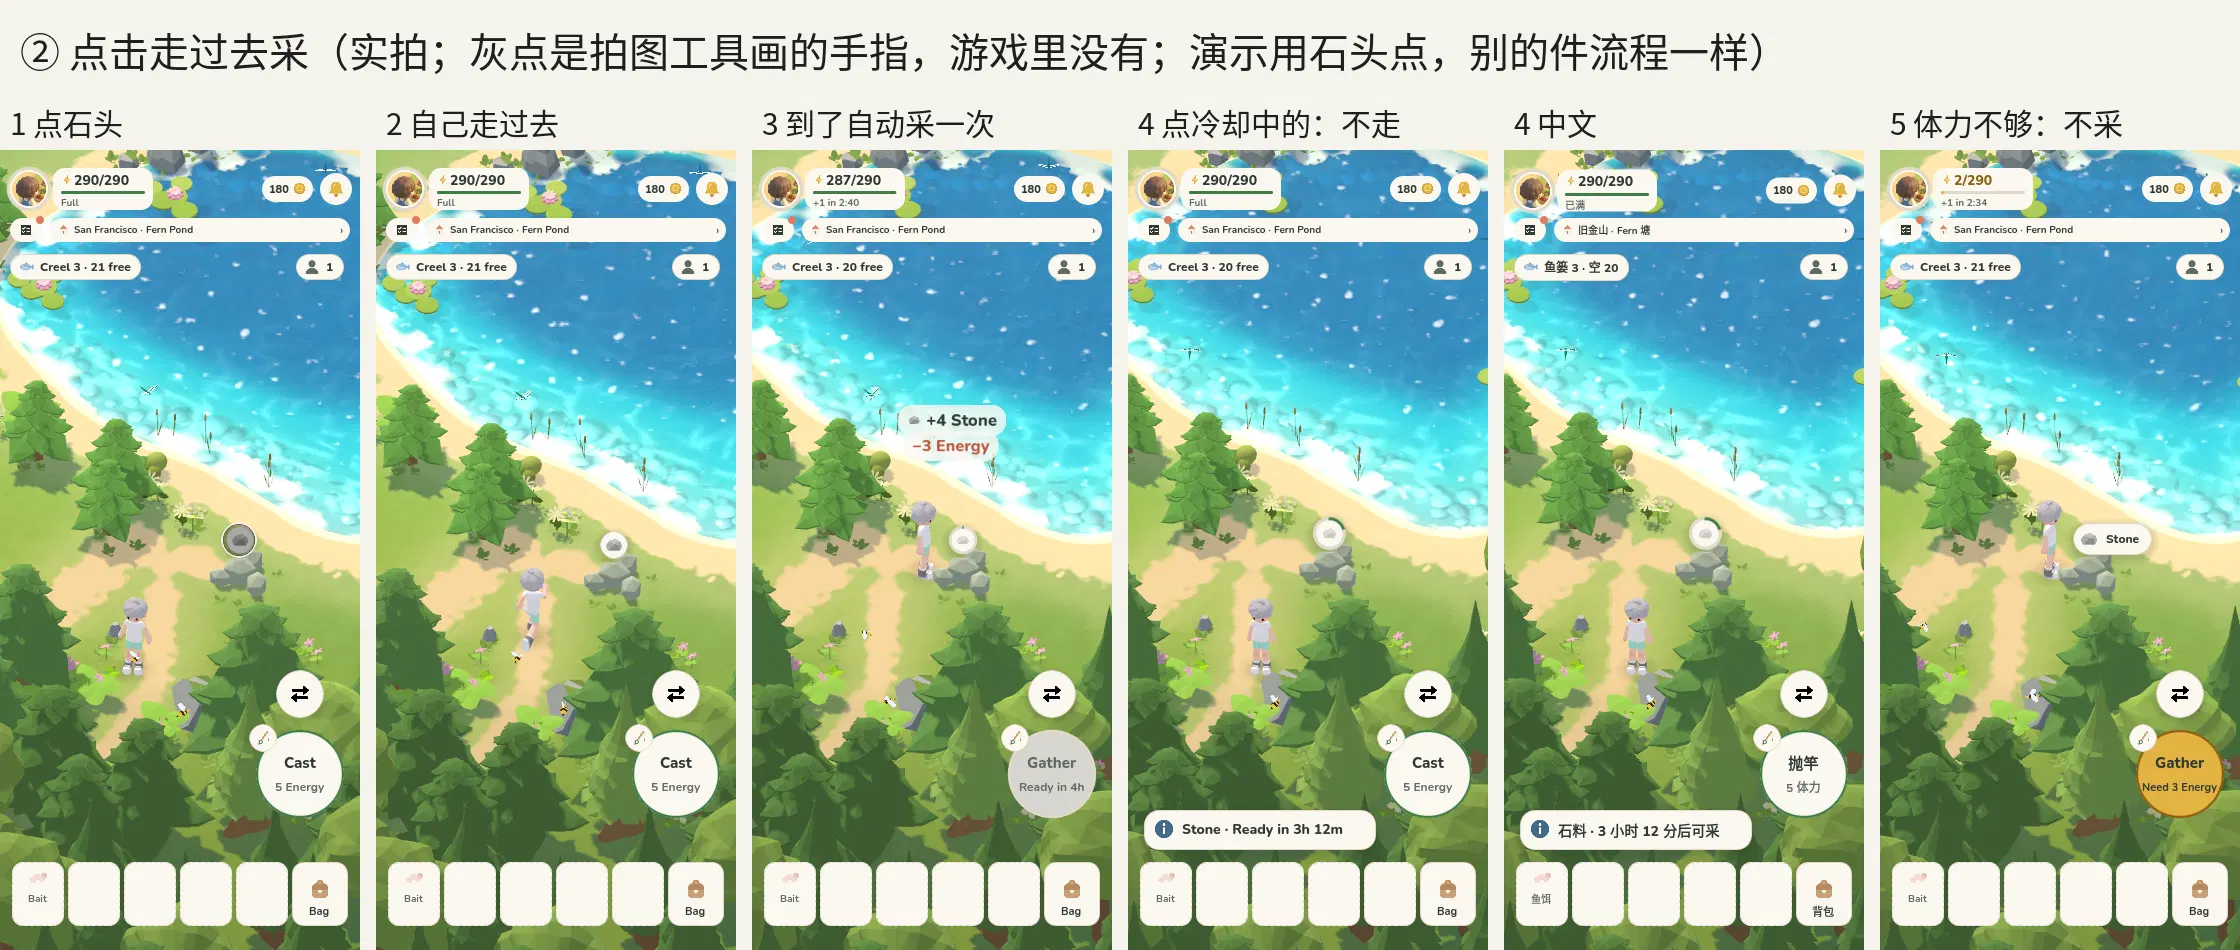 ② 点击走过去采（实拍；灰点是拍图工具画的手指，游戏里没有；演示用石头点，别的件流程一样）
1 点石头
290/290
Full
180
San Francisco · Fern Pond ›
Creel 3 · 21 free
1
Cast
5 Energy
Bait
Bag
2 自己走过去
290/290
Full
180
San Francisco · Fern Pond ›
Creel 3 · 21 free
1
Cast
5 Energy
Bait
Bag
3 到了自动采一次
287/290
+1 in 2:40
180
San Francisco · Fern Pond ›
Creel 3 · 20 free
1
+4 Stone
−3 Energy
Gather
Ready in 4h
Bait
Bag
4 点冷却中的：不走
290/290
Full
180
San Francisco · Fern Pond ›
Creel 3 · 20 free
1
Cast
5 Energy
Stone · Ready in 3h 12m
Bait
Bag
4 中文
290/290
已满
180
旧金山 · Fern 塘 ›
鱼篓 3 · 空 20
1
抛竿
5 体力
石料 · 3 小时 12 分后可采
鱼饵
背包
5 体力不够：不采
2/290
+1 in 2:34
180
San Francisco · Fern Pond ›
Creel 3 · 21 free
1
Stone
Gather
Need 3 Energy
Bait
Bag